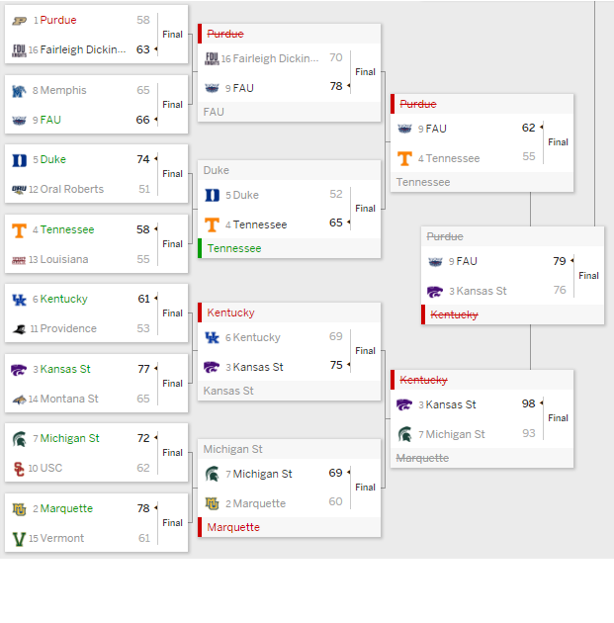 1 Purdue 58
16 Fairleigh Dickin... 63
Final
8 Memphis 65
9 FAU 66
Final
5 Duke 74
12 Oral Roberts 51
Final
4 Tennessee 58
13 Louisiana 55
Final
6 Kentucky 61
11 Providence 53
Final
3 Kansas St 77
14 Montana St 65
Final
7 Michigan St 72
10 USC 62
Final
2 Marquette 78
15 Vermont 61
Final
Purdue
16 Fairleigh Dickin... 70
9 FAU 78
Final
FAU
Duke
5 Duke 52
4 Tennessee 65
Final
Tennessee
Kentucky
6 Kentucky 69
3 Kansas St 75
Final
Kansas St
Michigan St
7 Michigan St 69
2 Marquette 60
Final
Marquette
Purdue
9 FAU 62
4 Tennessee 55
Final
Tennessee
Kentucky
3 Kansas St 98
7 Michigan St 93
Final
Marquette
Purdue
9 FAU 79
3 Kansas St 76
Final
Kentucky